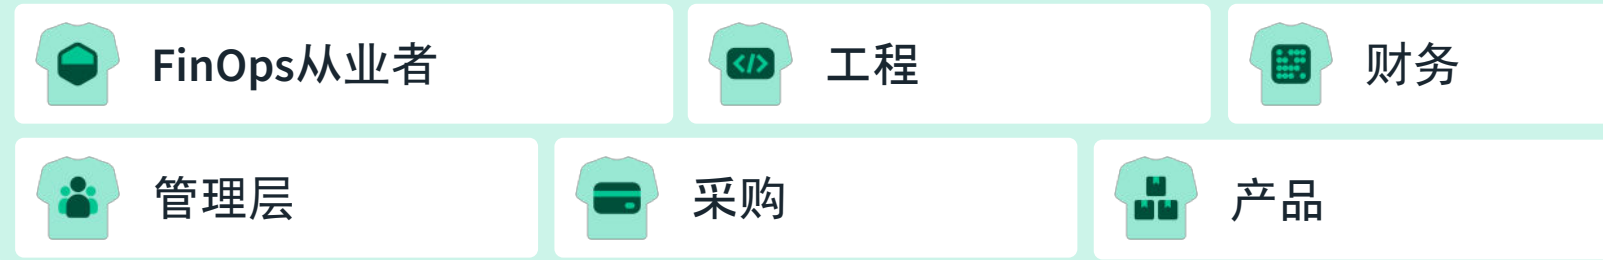 FinOps从业者
工程
财务
管理层
采购
产品